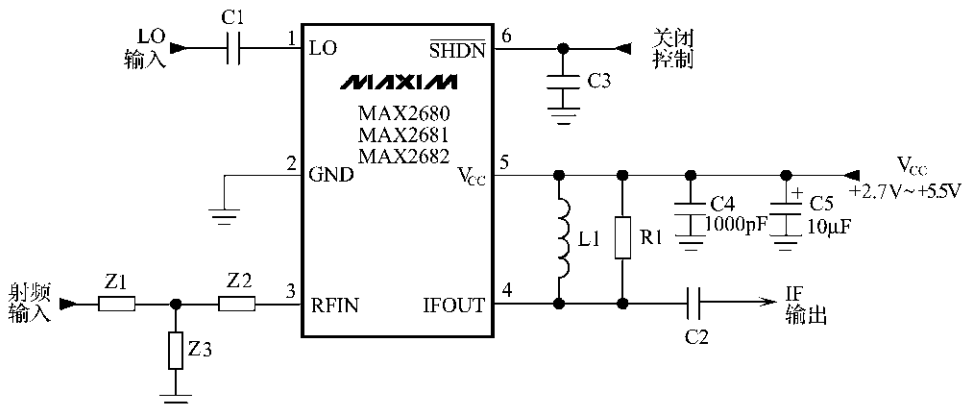 LO
输入
C1
1
LO
6
SHDN
关闭
控制
C3
MAXIM
MAX2680
MAX2681
MAX2682
2
GND
5
VCC
VCC
+2.7V~+5.5V
C4
1000pF
+
C5
10μF
L1
R1
射频
输入
Z1
Z2
Z3
3
RFIN
4
IFOUT
C2
IF
输出